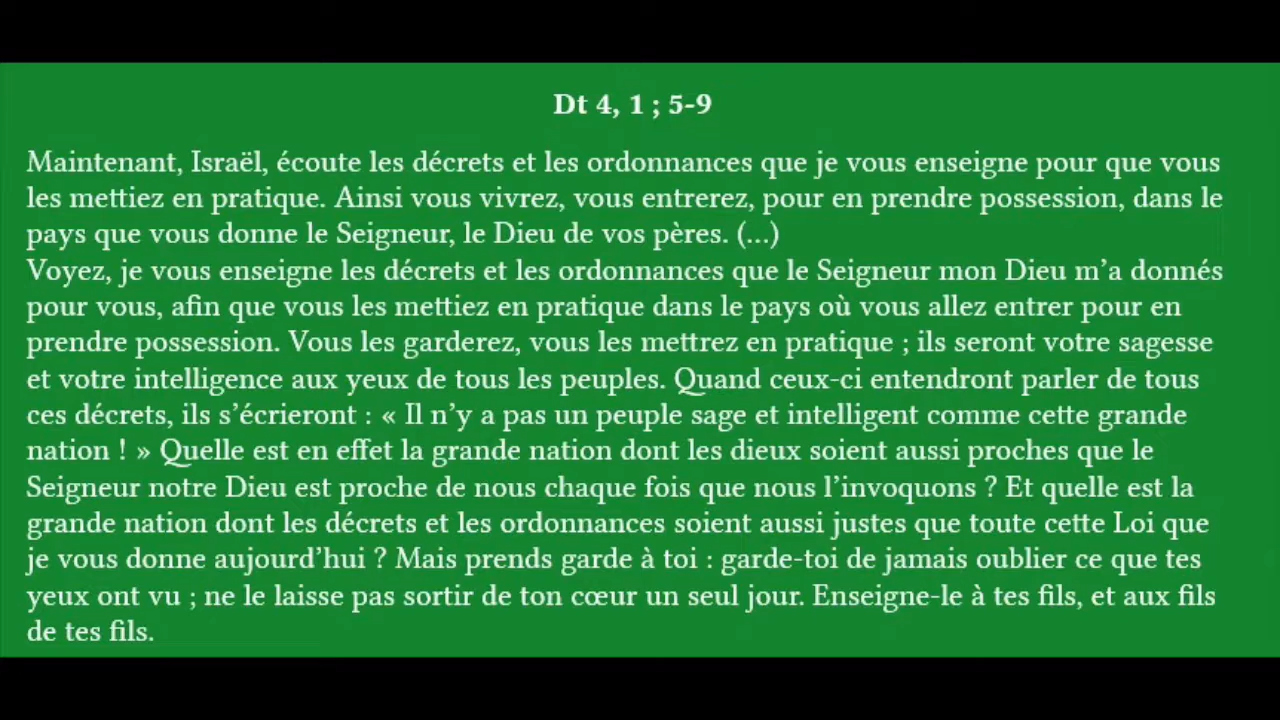 Dt 4, 1 ; 5-9
Maintenant, Israël, écoute les décrets et les ordonnances que je vous enseigne pour que vous
les mettiez en pratique. Ainsi vous vivrez, vous entrerez, pour en prendre possession, dans le
pays que vous donne le Seigneur, le Dieu de vos pères. (...)
Voyez, je vous enseigne les décrets et les ordonnances que le Seigneur mon Dieu m’a donnés
pour vous, afin que vous les mettiez en pratique dans le pays où vous allez entrer pour en
prendre possession. Vous les garderez, vous les mettrez en pratique ; ils seront votre sagesse
et votre intelligence aux yeux de tous les peuples. Quand ceux-ci entendront parler de tous
ces décrets, ils s’écrieront : « Il n’y a pas un peuple sage et intelligent comme cette grande
nation ! » Quelle est en effet la grande nation dont les dieux soient aussi proches que le
Seigneur notre Dieu est proche de nous chaque fois que nous l’invoquons ? Et quelle est la
grande nation dont les décrets et les ordonnances soient aussi justes que toute cette Loi que
je vous donne aujourd’hui ? Mais prends garde à toi : garde-toi de jamais oublier ce que tes
yeux ont vu ; ne le laisse pas sortir de ton cœur un seul jour. Enseigne-le à tes fils, et aux fils
de tes fils.